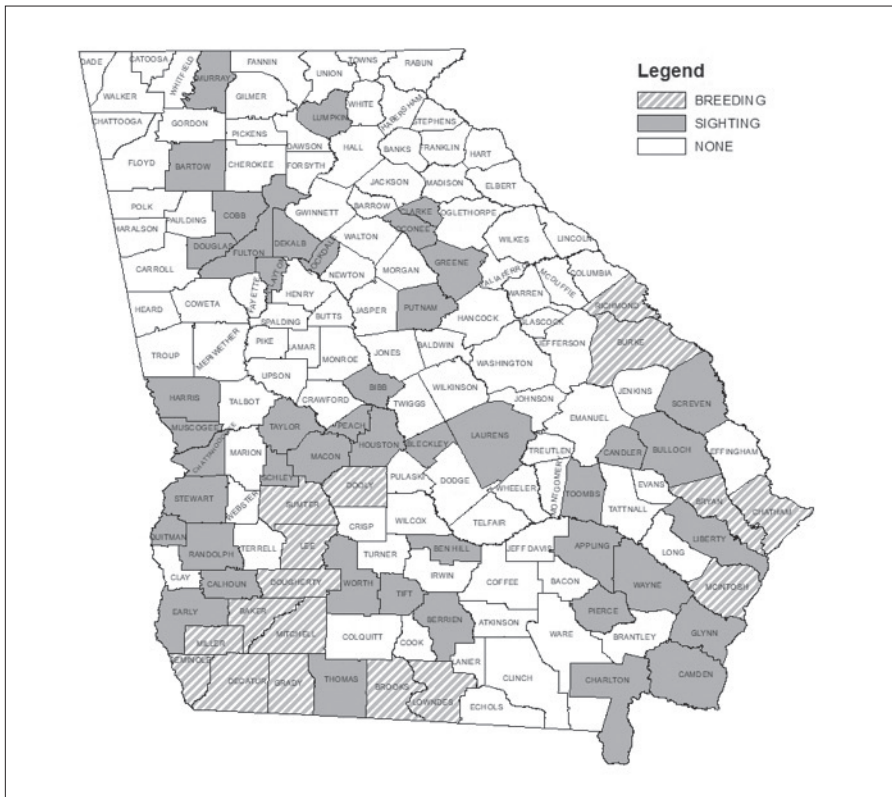 Legend
BREEDING
SIGHTING
NONE
DADE
CATOOSA
WHITFIELD
MURRAY
FANNIN
UNION
TOWNS
RABUN
WALKER
GILMER
LUMPKIN
WHITE
HABERSHAM
STEPHENS
CHATTOOGA
GORDON
PICKENS
DAWSON
HALL
BANKS
FRANKLIN
HART
FLOYD
BARTOW
CHEROKEE
FORSYTH
JACKSON
MADISON
ELBERT
POLK
PAULDING
COBB
GWINNETT
BARROW
CLARKE
OGLETHORPE
HARALSON
DOUGLAS
FULTON
DEKALB
ROCKDALE
WALTON
OCONEE
WILKES
LINCOLN
CARROLL
CLAYTON
NEWTON
MORGAN
GREENE
TALIAFERRO
MCDUFFIE
COLUMBIA
HEARD
COWETA
FAYETTE
HENRY
JASPER
PUTNAM
HANCOCK
WARREN
RICHMOND
SPALDING
BUTTS
GLASCOCK
TROUP
MERIWETHER
PIKE
LAMAR
MONROE
JONES
BALDWIN
WASHINGTON
JEFFERSON
BURKE
UPSON
HARRIS
TALBOT
CRAWFORD
BIBB
TWIGGS
WILKINSON
JOHNSON
JENKINS
SCREVEN
EMANUEL
MUSCOGEE
TAYLOR
PEACH
HOUSTON
BLECKLEY
LAURENS
TREUTLEN
CANDLER
BULLOCH
EFFINGHAM
CHATTAHOOCHEE
MARION
MACON
SCHLEY
DOOLY
PULASKI
DODGE
WHEELER
MONTGOMERY
TOOMBS
EVANS
BRYAN
CHATHAM
STEWART
WEBSTER
SUMTER
TATTNALL
CRISP
WILCOX
TELFAIR
LIBERTY
QUITMAN
RANDOLPH
TERRELL
LEE
TURNER
BEN HILL
JEFF DAVIS
APPLING
LONG
CLAY
CALHOUN
DOUGHERTY
WORTH
TIFT
IRWIN
COFFEE
BACON
WAYNE
MCINTOSH
EARLY
BAKER
MITCHELL
BERRIEN
ATKINSON
PIERCE
MILLER
COLQUITT
COOK
WARE
BRANTLEY
GLYNN
SEMINOLE
DECATUR
GRADY
THOMAS
BROOKS
LOWNDES
LANIER
CLINCH
CHARLTON
CAMDEN
ECHOLS